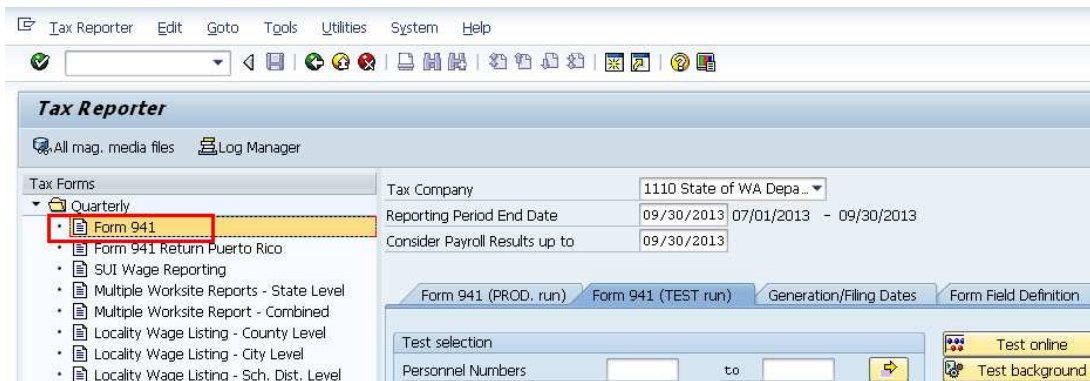 Tax Reporter Edit Goto Tools Utilities System Help
Tax Reporter
All mag. media files Log Manager
Tax Forms
Quarterly
Form 941
Form 941 Return Puerto Rico
SUI Wage Reporting
Multiple Worksite Reports - State Level
Multiple Worksite Report - Combined
Locality Wage Listing - County Level
Locality Wage Listing - City Level
Locality Wage Listing - Sch. Dist. Level
Tax Company 1110 State of WA Depa...
Reporting Period End Date 09/30/2013 07/01/2013 - 09/30/2013
Consider Payroll Results up to 09/30/2013
Form 941 (PROD. run) Form 941 (TEST run) Generation/Filing Dates Form Field Definition
Test selection
Personnel Numbers to
Test online
Test background